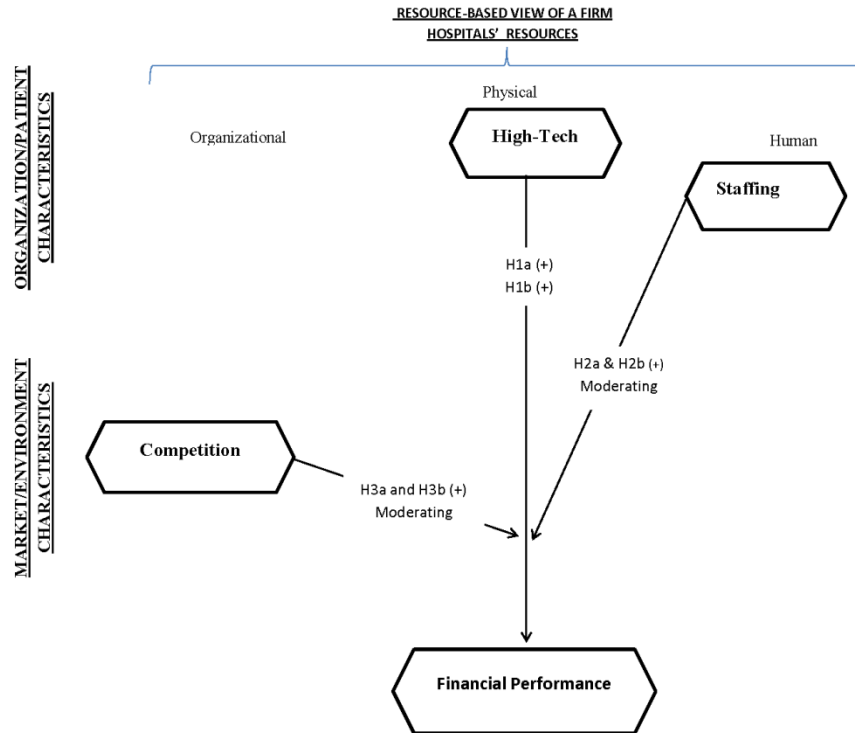 RESOURCE-BASED VIEW OF A FIRM
HOSPITALS' RESOURCES
ORGANIZATION/PATIENT
CHARACTERISTICS
Physical
Organizational
High-Tech
Human
Staffing
H1a (+)
H1b (+)
H2a & H2b (+)
Moderating
MARKET/ENVIRONMENT
CHARACTERISTICS
Competition
H3a and H3b (+)
Moderating
Financial Performance